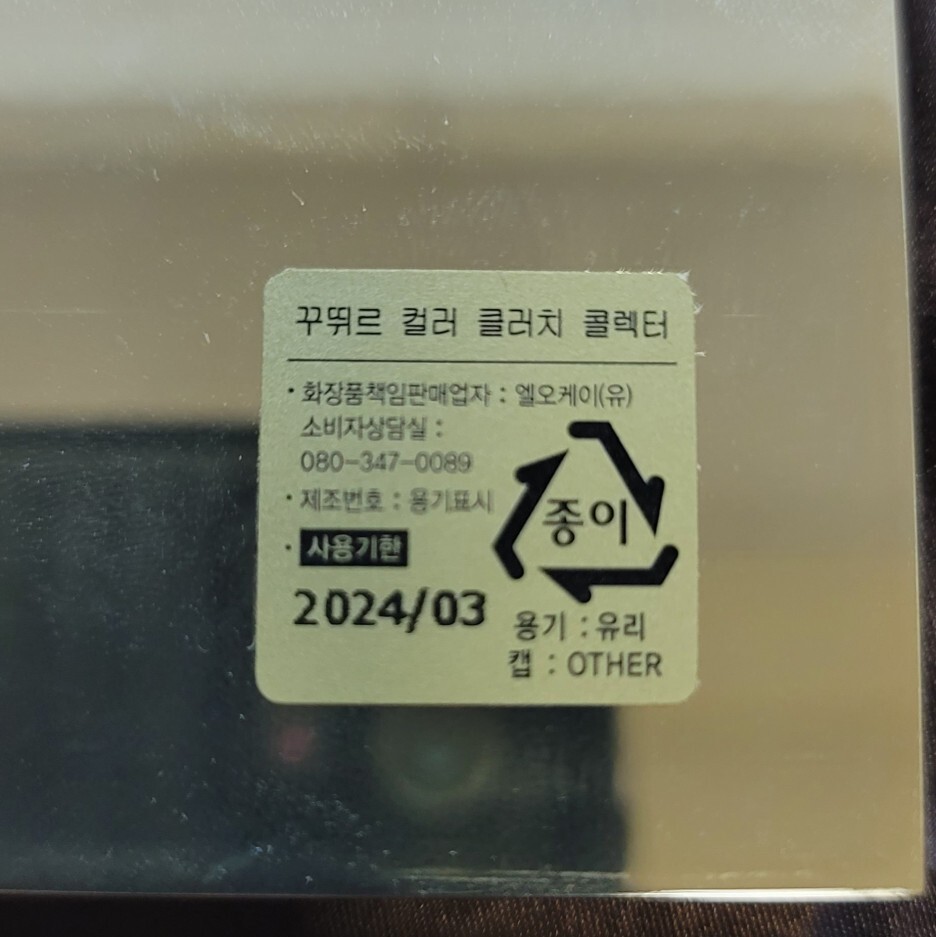 꾸뛰르 컬러 클러치 콜렉터
· 화장품책임판매업자 : 엘오케이(유)
소비자상담실 :
080-347-0089
· 제조번호 : 용기표시
· 사용기한
2024/03
종이
용기 : 유리
캡 : OTHER